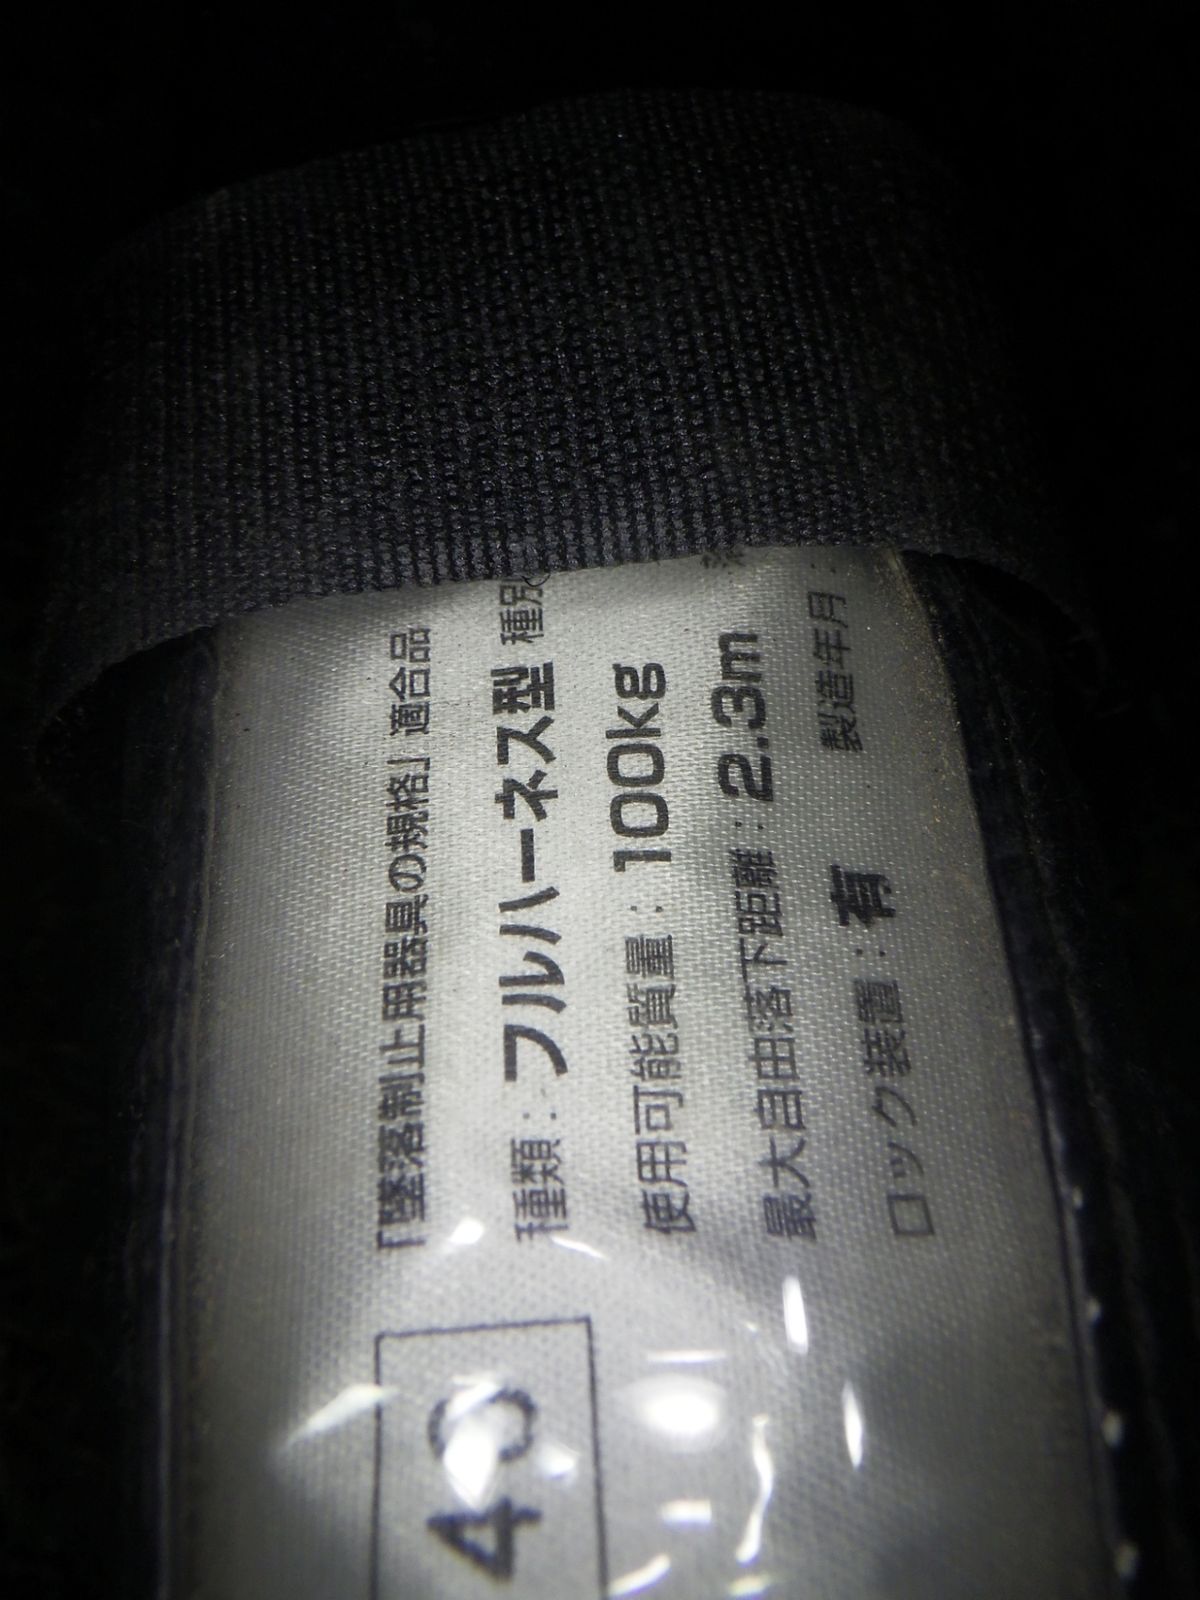 「墜落制止用器具の規格」適合品
種類：フルハーネス型 種別
使用可能質量：100kg
最大自由落下距離：2.3m
ロック装置：有 製造年月：
43